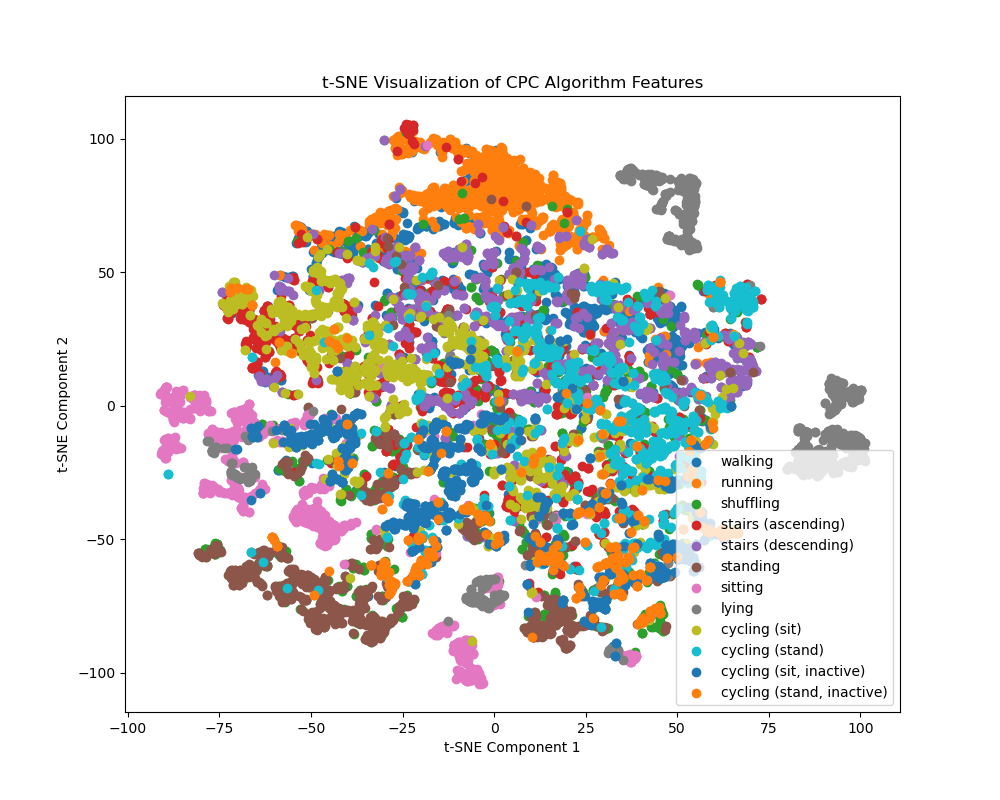 t-SNE Visualization of CPC Algorithm Features
100
50
0
−50
−100
t-SNE Component 2
walking
running
shuffling
stairs (ascending)
stairs (descending)
standing
sitting
lying
cycling (sit)
cycling (stand)
cycling (sit, inactive)
cycling (stand, inactive)
−100 −75 −50 −25 0 25 50 75 100
t-SNE Component 1